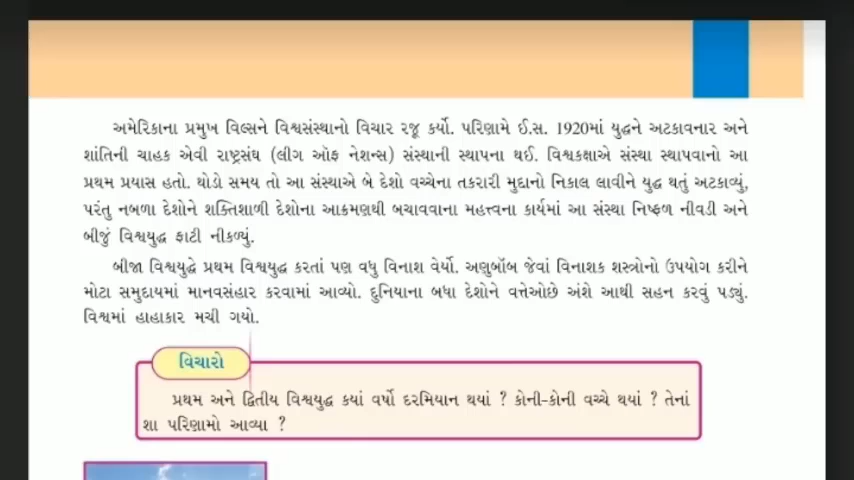 અમેરિકાના પ્રમુખ વિલ્સને વિશ્વસંસ્થાનો વિચાર રજૂ કર્યો. પરિણામે ઈ.સ. 1920માં યુદ્ધને અટકાવનાર અને
શાંતિની ચાહક એવી રાષ્ટ્રસંઘ (લીગ ઑફ નેશન્સ) સંસ્થાની સ્થાપના થઈ. વિશ્વકક્ષાએ સંસ્થા સ્થાપવાનો આ
પ્રથમ પ્રયાસ હતો. થોડો સમય તો આ સંસ્થાએ બે દેશો વચ્ચેના તકરારી મુદાનો નિકાલ લાવીને યુદ્ધ થતું અટકાવ્યું,
પરંતુ નબળા દેશોને શક્તિશાળી દેશોના આક્રમણથી બચાવવાના મહત્ત્વના કાર્યમાં આ સંસ્થા નિષ્ફળ નીવડી અને
બીજું વિશ્વયુદ્ધ ફાટી નીકળ્યું.
બીજા વિશ્વયુદ્ધે પ્રથમ વિશ્વયુદ્ધ કરતાં પણ વધુ વિનાશ વેર્યો. અણુબૉંબ જેવાં વિનાશક શસ્ત્રોનો ઉપયોગ કરીને
મોટા સમુદાયમાં માનવસંહાર કરવામાં આવ્યો. દુનિયાના બધા દેશોને વત્તેઓછે અંશે આથી સહન કરવું પડ્યું.
વિશ્વમાં હાહાકાર મચી ગયો.
વિચારો
પ્રથમ અને દ્વિતીય વિશ્વયુદ્ધ કયાં વર્ષો દરમિયાન થયાં ? કોની-કોની વચ્ચે થયાં ? તેનાં
શા પરિણામો આવ્યા ?